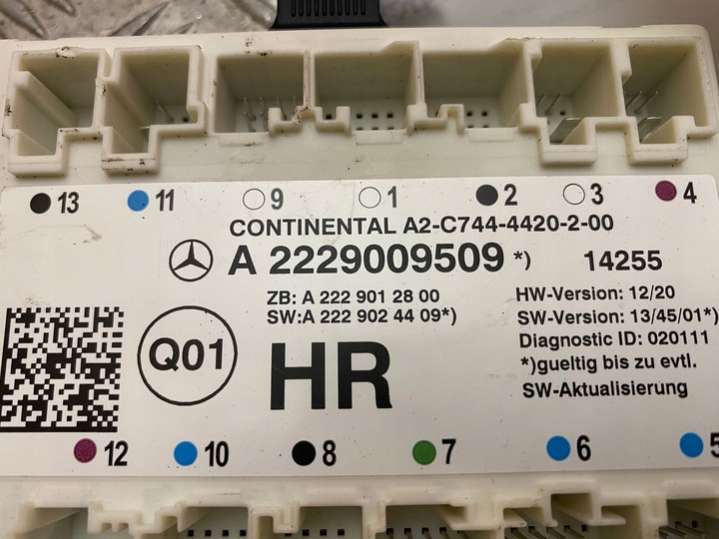 13 11 9 1 2 3 4
CONTINENTAL A2-C744-4420-2-00
A 2229009509 *) 14255
ZB: A 222 901 28 00
SW:A 222 902 44 09*)
HW-Version: 12/20
SW-Version: 13/45/01*)
Diagnostic ID: 020111
*)gueltig bis zu evtl.
SW-Aktualisierung
Q01
HR
12 10 8 7 6 5